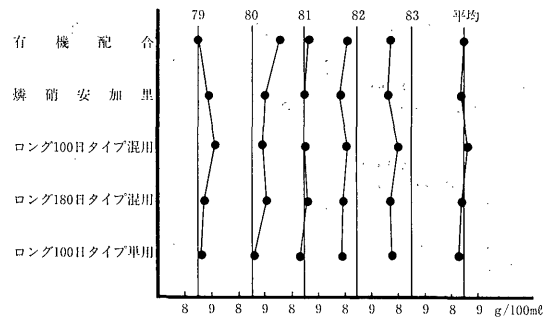 79 80 81 82 83 平均
有機配合
燐硝安加里
ロング100日タイプ混用
ロング180日タイプ混用
ロング100日タイプ単用
8 9 8 9 8 9 8 9 8 9 8 9 g/100mℓ